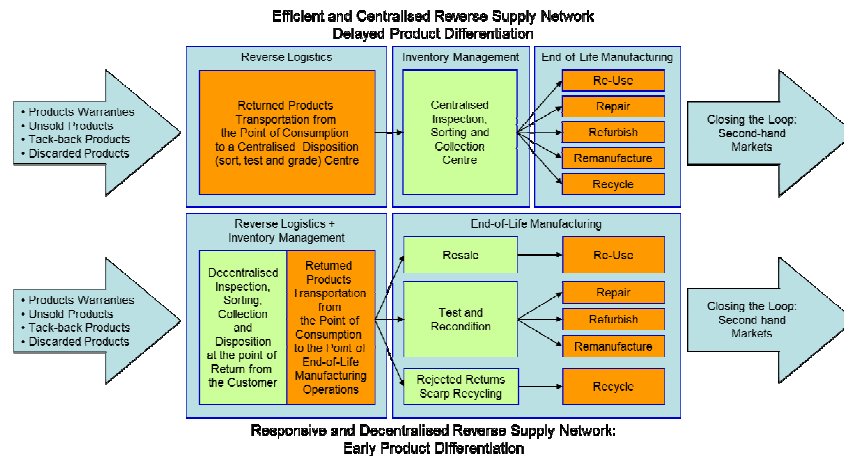 Efficient and Centralised Reverse Supply Network
Delayed Product Differentiation
Reverse Logistics
Inventory Management
End-of-Life Manufacturing
• Products Warranties
• Unsold Products
• Tack-back Products
• Discarded Products
Returned Products
Transportation from
the Point of Consumption
to a Centralised Disposition
(sort, test and grade) Centre
Centralised
Inspection,
Sorting and
Collection
Centre
Re-Use
Repair
Refurbish
Remanufacture
Recycle
Closing the Loop:
Second-hand
Markets
Reverse Logistics +
Inventory Management
End-of-Life Manufacturing
• Products Warranties
• Unsold Products
• Tack-back Products
• Discarded Products
Decentralised
Inspection,
Sorting,
Collection
and
Disposition
at the point of
Return from
the Customer
Returned
Products
Transportation
from
the Point of
Consumption
to the Point of
End-of-Life
Manufacturing
Operations
Resale
Test and
Recondition
Rejected Returns
Scarp Recycling
Re-Use
Repair
Refurbish
Remanufacture
Recycle
Closing the Loop:
Second hand
Markets
Responsive and Decentralised Reverse Supply Network:
Early Product Differentiation